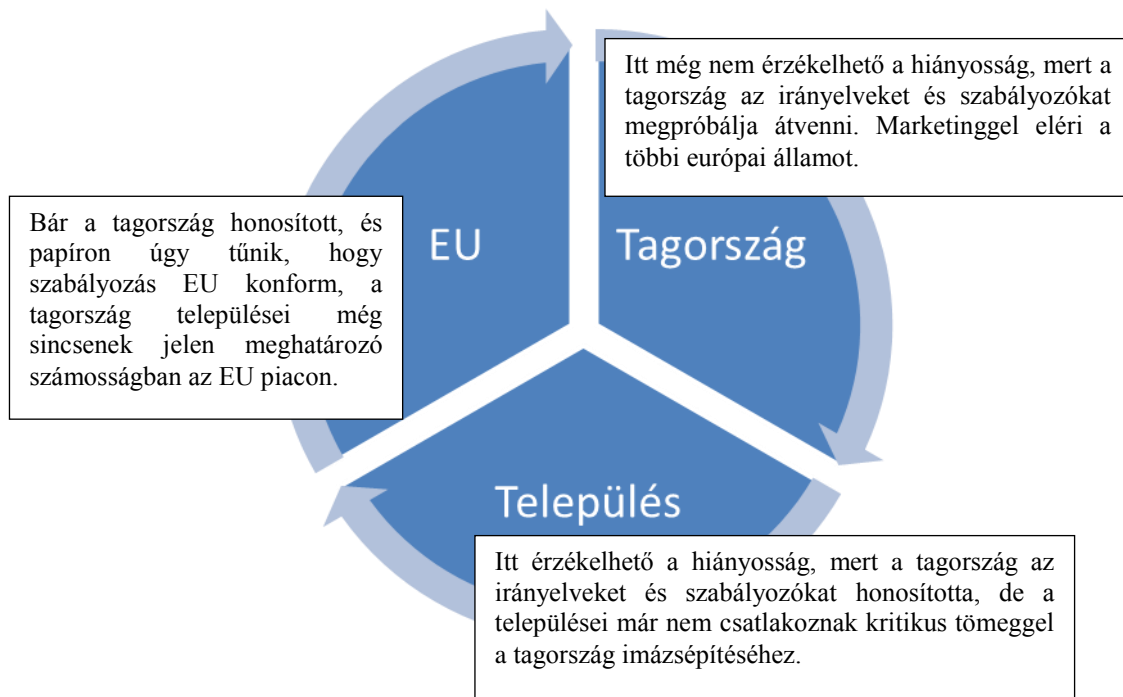 Itt még nem érzékelhető a hiányosság, mert a
tagország az irányelveket és szabályozókat
megpróbálja átvenni. Marketinggel eléri a
többi európai államot.
Bár a tagország honosított, és
papíron úgy tűnik, hogy
szabályozás EU konform, a
tagország települései még
sincsenek jelen meghatározó
számosságban az EU piacon.
EU
Tagország
Település
Itt érzékelhető a hiányosság, mert a tagország az
irányelveket és szabályozókat honosította, de a
települései már nem csatlakoznak kritikus tömeggel
a tagország imázsépítéséhez.